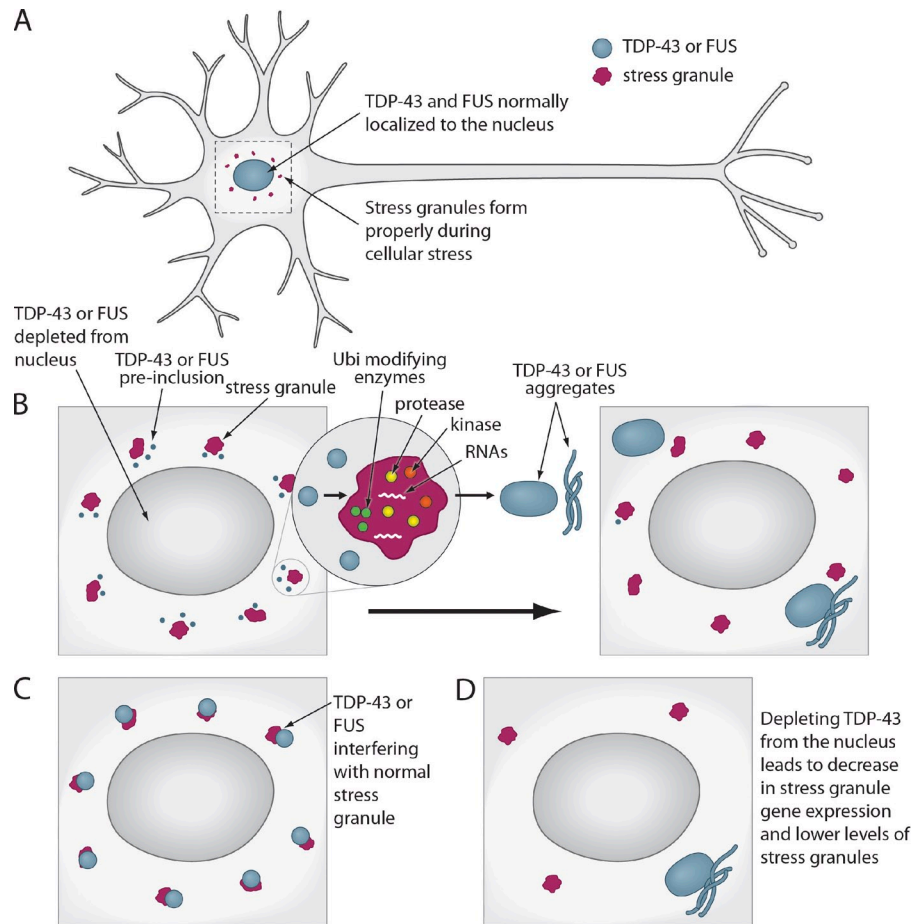 A
TDP-43 or FUS
stress granule
TDP-43 and FUS normally
localized to the nucleus
Stress granules form
properly during
cellular stress
TDP-43 or FUS
depleted from
nucleus
TDP-43 or FUS
pre-inclusion
stress granule
Ubi modifying
enzymes
protease
kinase
RNAs
TDP-43 or FUS
aggregates
B
C
TDP-43 or
FUS
interfering
with normal
stress
granule
D
Depleting TDP-43
from the nucleus
leads to decrease
in stress granule
gene expression
and lower levels of
stress granules